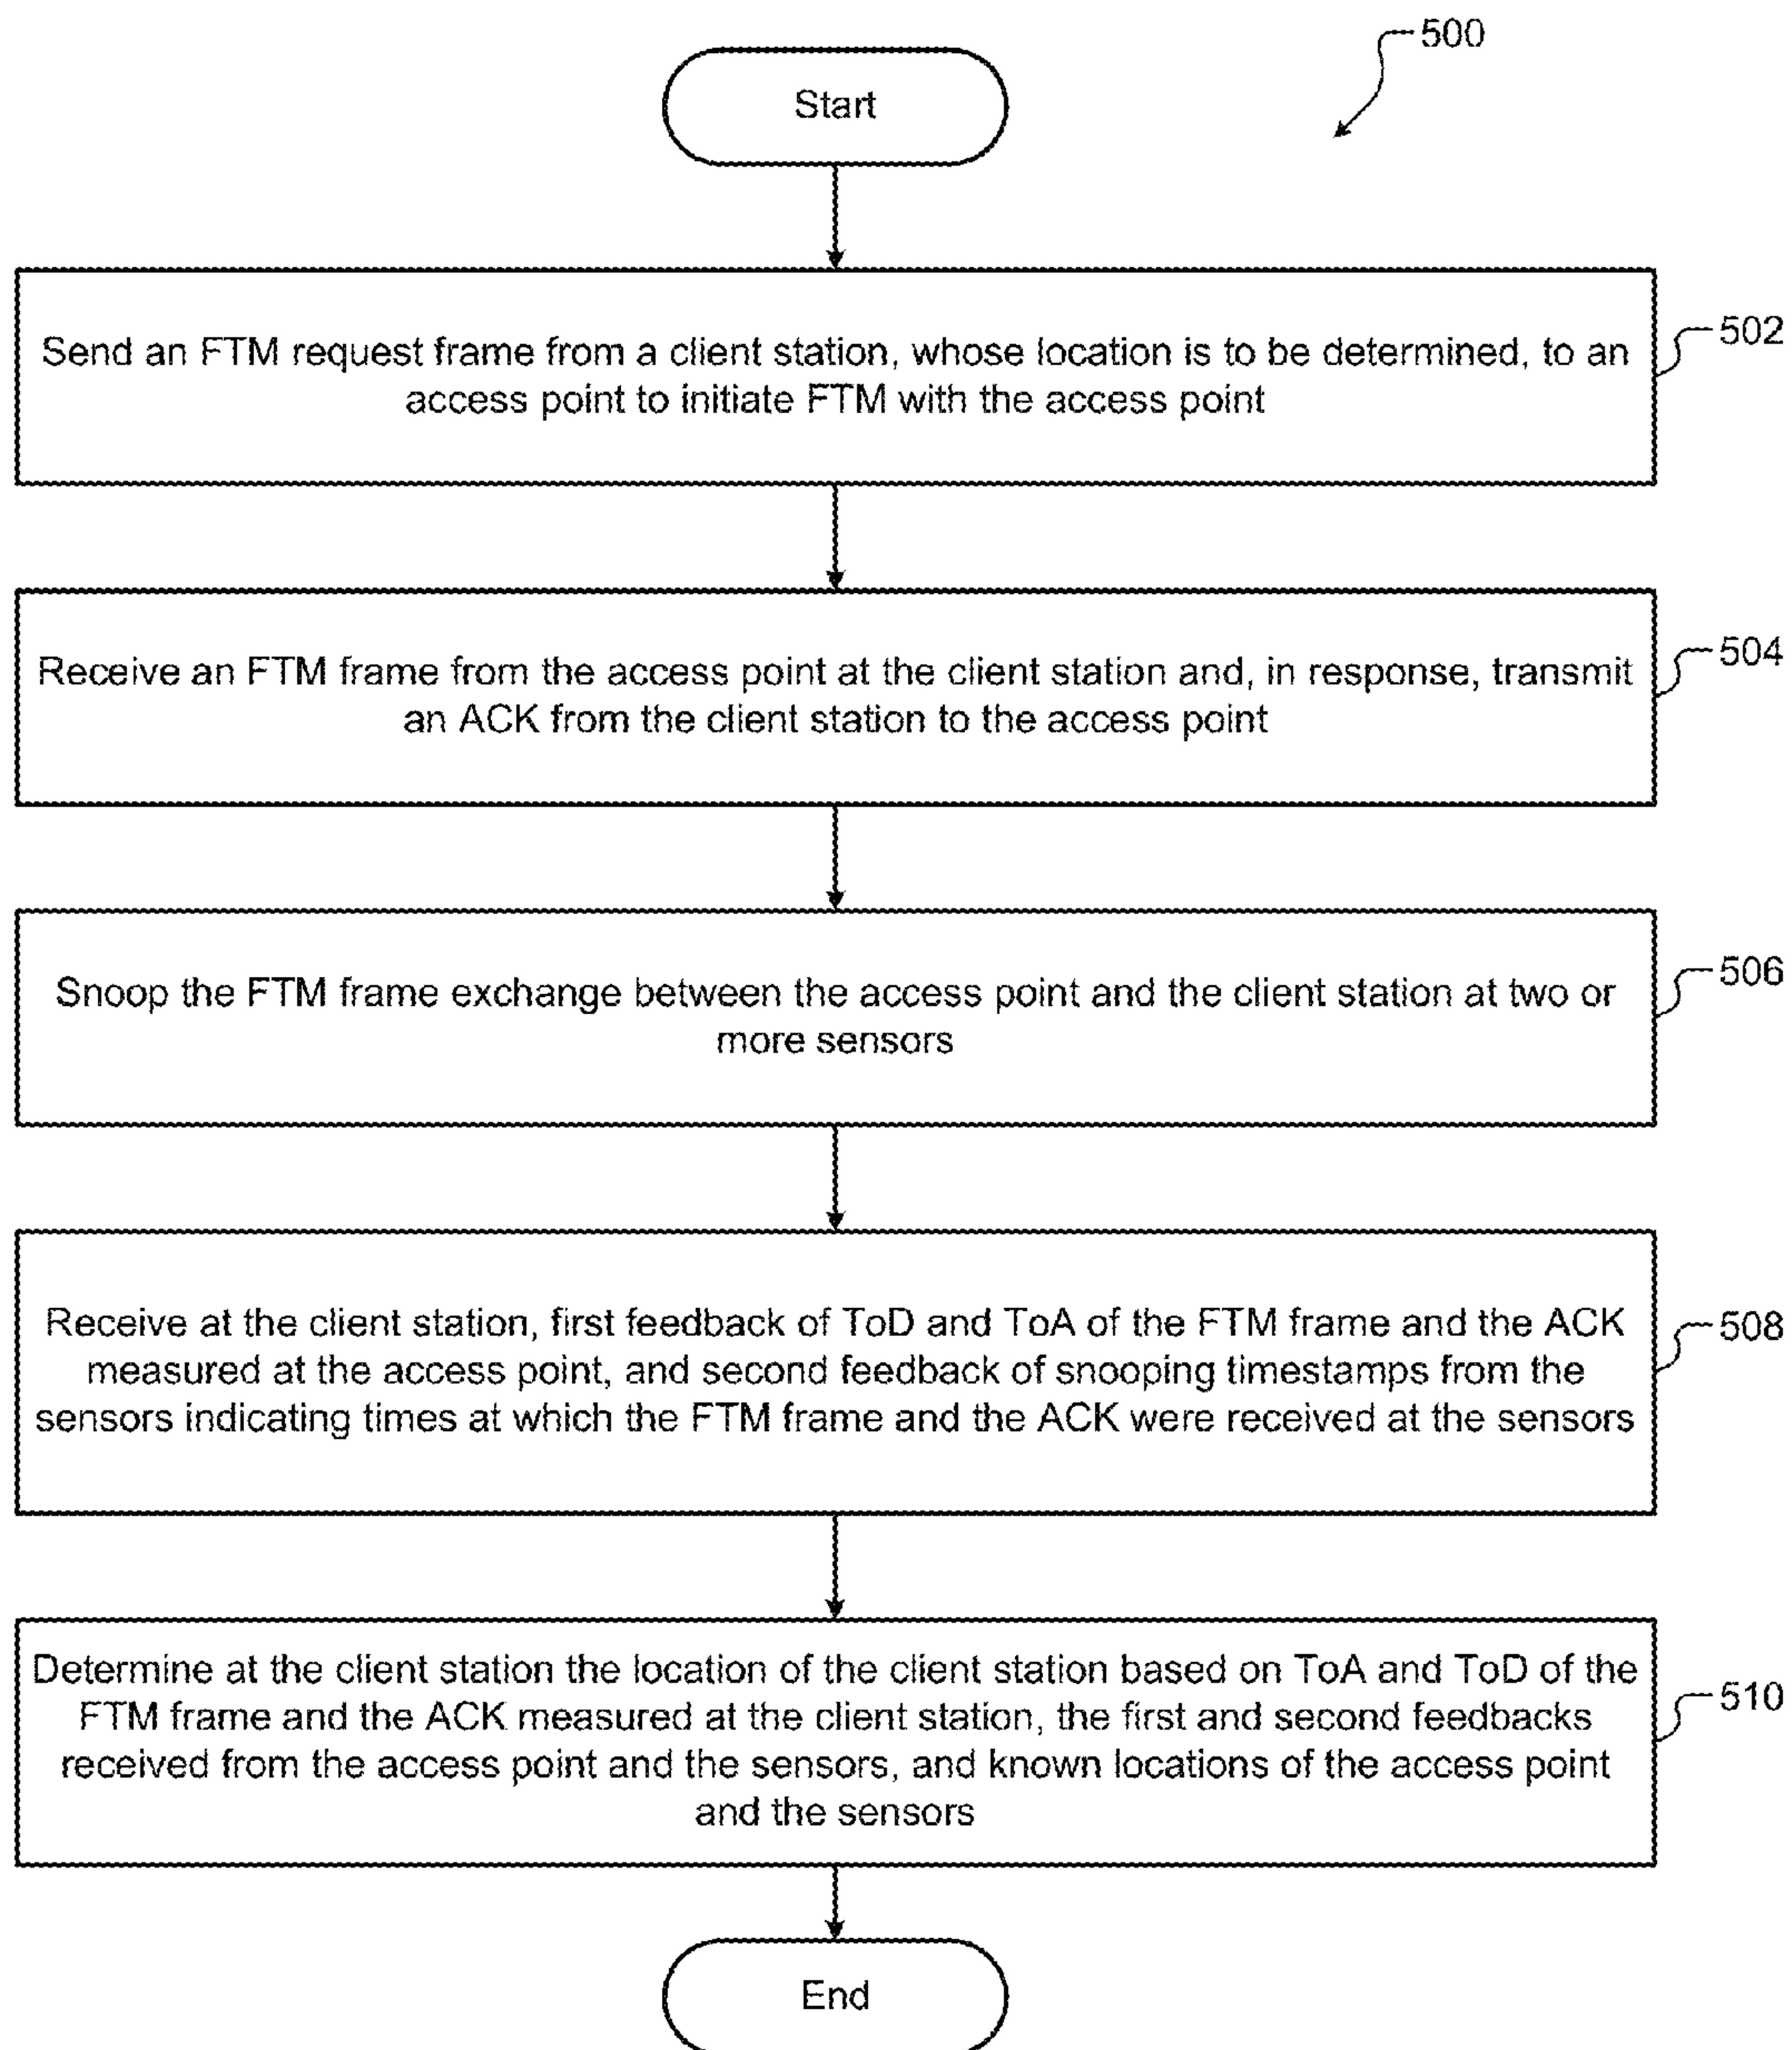 500
Start
Send an FTM request frame from a client station, whose location is to be determined, to an
access point to initiate FTM with the access point
502
Receive an FTM frame from the access point at the client station and, in response, transmit
an ACK from the client station to the access point
504
Snoop the FTM frame exchange between the access point and the client station at two or
more sensors
506
Receive at the client station, first feedback of ToD and ToA of the FTM frame and the ACK
measured at the access point, and second feedback of snooping timestamps from the
sensors indicating times at which the FTM frame and the ACK were received at the sensors
508
Determine at the client station the location of the client station based on ToA and ToD of the
FTM frame and the ACK measured at the client station, the first and second feedbacks
received from the access point and the sensors, and known locations of the access point
and the sensors
510
End